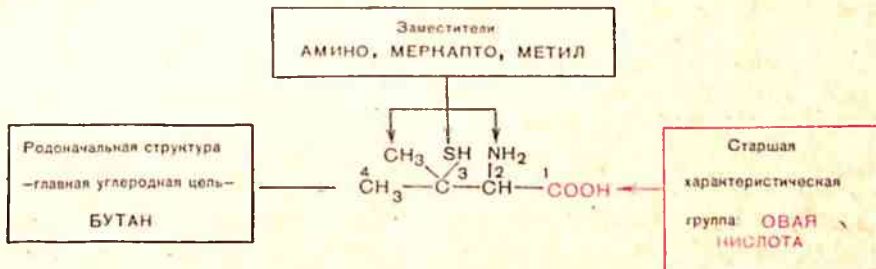 Заместители:
АМИНО, МЕРКАПТО, МЕТИЛ
Родоначальная структура
—главная углеродная цепь—
БУТАН
CH₃ SH NH₂
4 3 2 1
CH₃—C—CH—COOH
Старшая
характеристическая
группа: ОВАЯ
КИСЛОТА